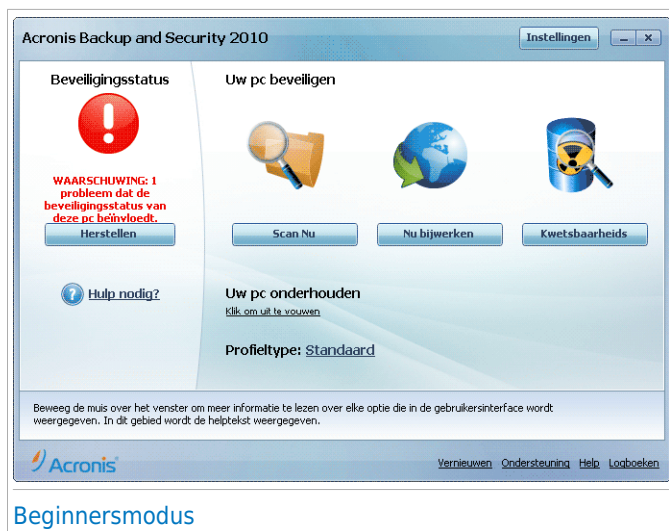 Acronis Backup and Security 2010
Instellingen
Beveiligingsstatus
WAARSCHUWING: 1
probleem dat de
beveiligingsstatus van
deze pc beïnvloedt.
Herstellen
Hulp nodig?
Uw pc beveiligen
Scan Nu
Nu bijwerken
Kwetsbaarheids
Uw pc onderhouden
Klik om uit te vouwen
Profieltype: Standaard
Beweeg de muis over het venster om meer informatie te lezen over elke optie die in de gebruikersinterface wordt
weergegeven. In dit gebied wordt de helptekst weergegeven.
Acronis
Vernieuwen Ondersteuning Help Logboeken
Beginnersmodus